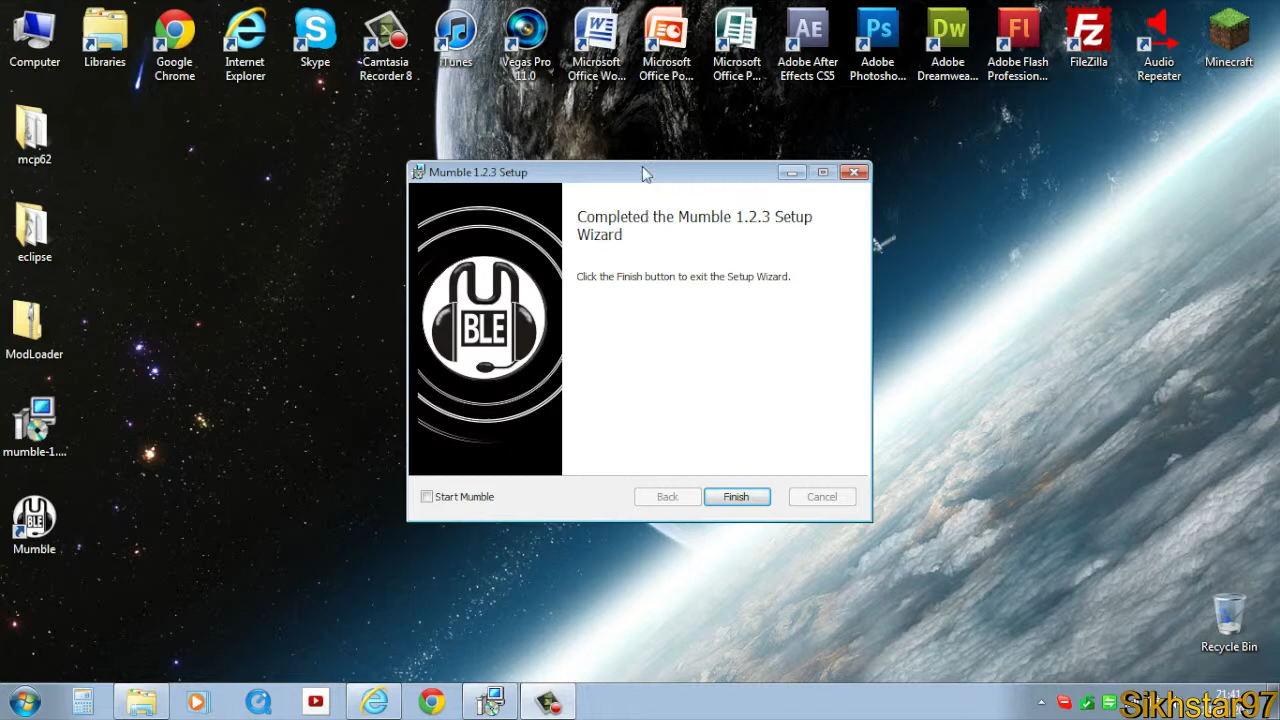 Computer
Libraries
Google
Chrome
Internet
Explorer
Skype
Camtasia
Recorder 8
iTunes
Vegas Pro
11.0
Microsoft
Office Wo...
Microsoft
Office Po...
Microsoft
Office P...
Adobe After
Effects CS5
Adobe
Photosho...
Adobe
Dreamwea...
Adobe Flash
Profession...
FileZilla
Audio
Repeater
Minecraft
mcp62
eclipse
ModLoader
mumble-1....
Mumble
Mumble 1.2.3 Setup
Completed the Mumble 1.2.3 Setup
Wizard
Click the Finish button to exit the Setup Wizard.
BLE
Start Mumble
Back
Finish
Cancel
Recycle Bin
21:41
Sikhstar97